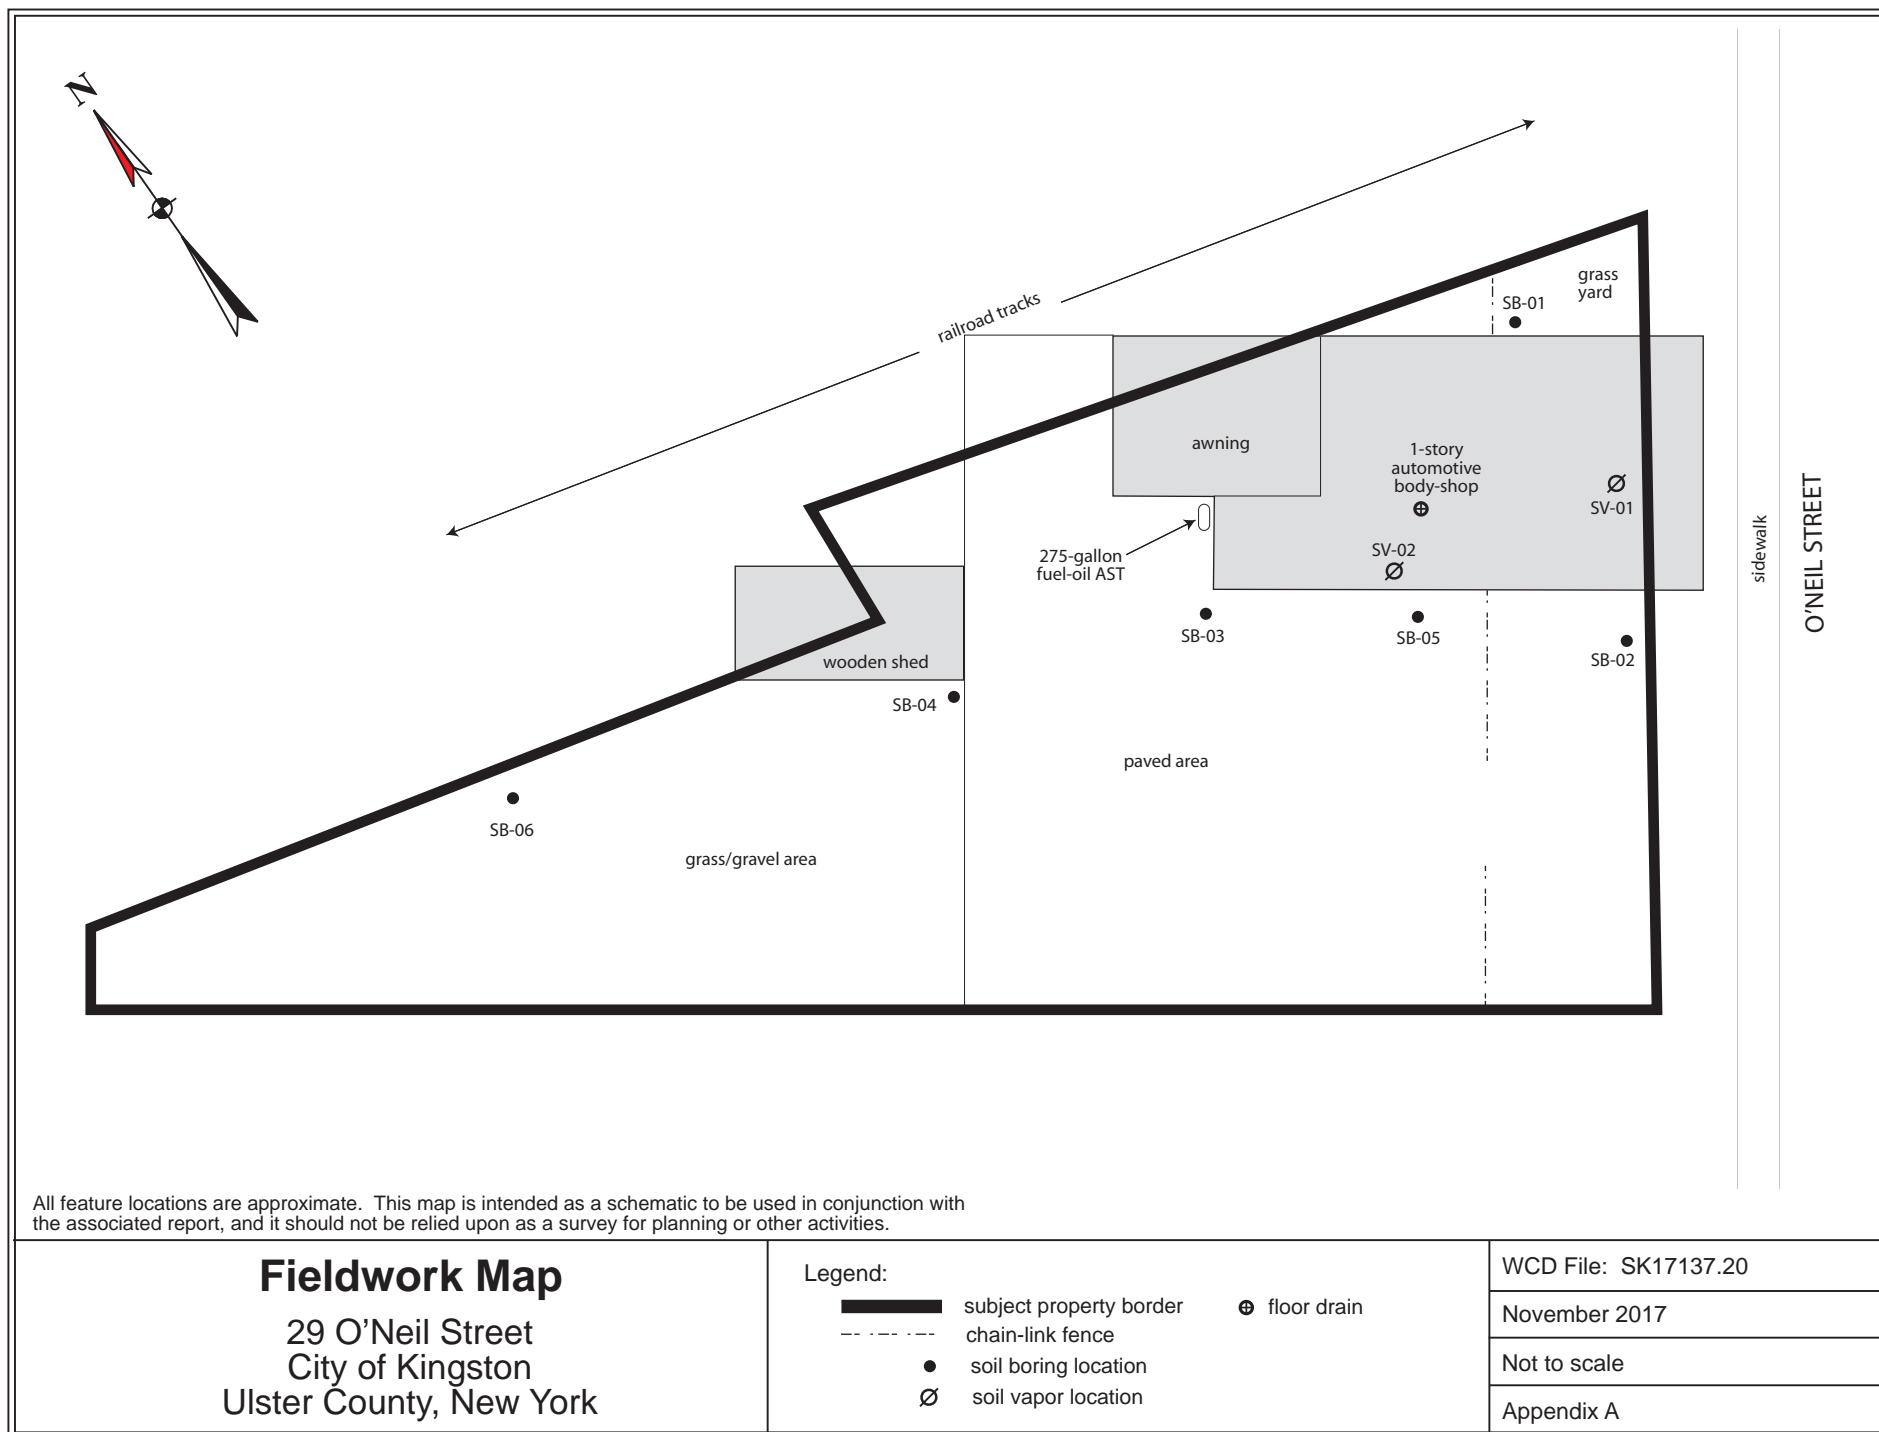 N
railroad tracks
grass
yard
SB-01
awning
1-story
automotive
body-shop
SV-01
275-gallon
fuel-oil AST
SV-02
SB-03
SB-05
SB-02
sidewalk
O'NEIL STREET
wooden shed
SB-04
paved area
SB-06
grass/gravel area
All feature locations are approximate.  This map is intended as a schematic to be used in conjunction with
the associated report, and it should not be relied upon as a survey for planning or other activities.
Fieldwork Map
29 O'Neil Street
City of Kingston
Ulster County, New York
Legend:
subject property border
chain-link fence
soil boring location
soil vapor location
floor drain
WCD File:  SK17137.20
November 2017
Not to scale
Appendix A